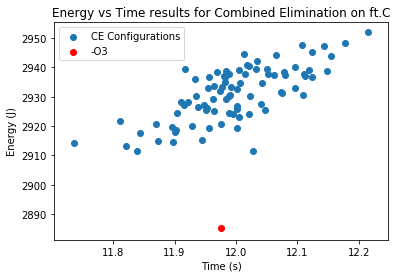 Energy vs Time results for Combined Elimination on ft.C
CE Configurations
-O3
2950
2940
2930
2920
2910
2900
2890
Energy (J)
11.8 11.9 12.0 12.1 12.2
Time (s)